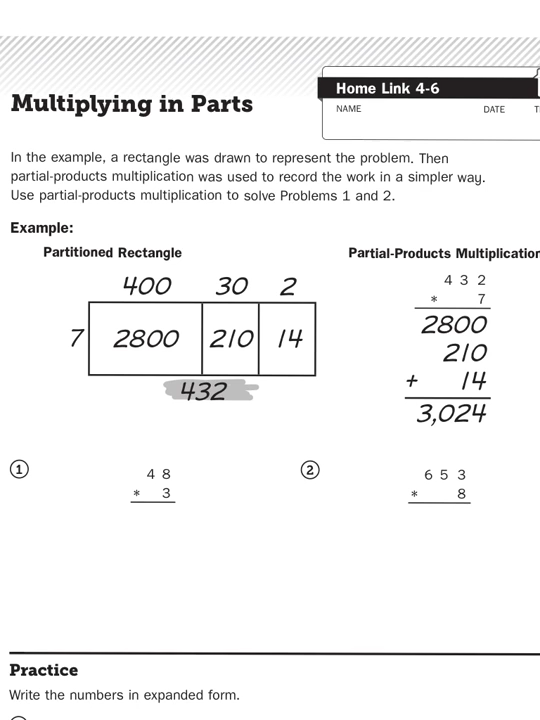 Home Link 4-6
Multiplying in Parts
NAME DATE
In the example, a rectangle was drawn to represent the problem. Then
partial-products multiplication was used to record the work in a simpler way.
Use partial-products multiplication to solve Problems 1 and 2.
Example:
Partitioned Rectangle
400 30 2
7 2800 210 14
432
Partial-Products Multiplication
4 3 2
* 7
2800
210
+ 14
3,024
1
4 8
* 3
2
6 5 3
* 8
Practice
Write the numbers in expanded form.